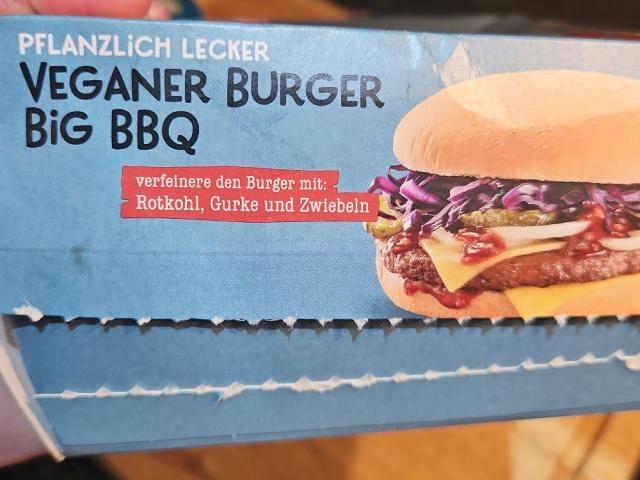 PFLANZLiCH LECKER
VEGANER BURGER
BiG BBQ
verfeinere den Burger mit:
Rotkohl, Gurke und Zwiebeln